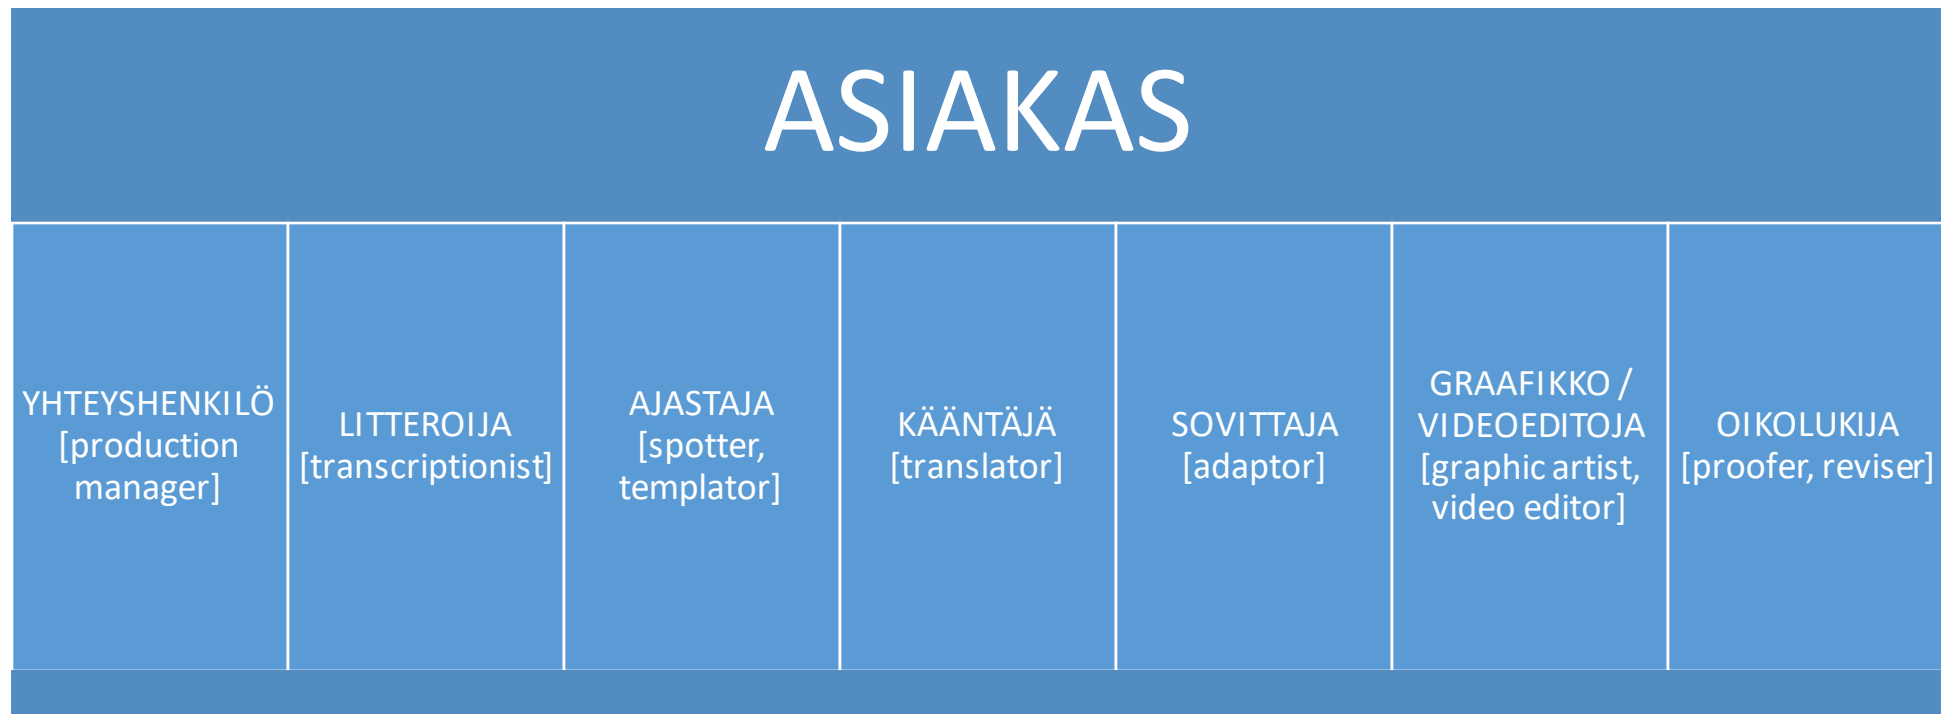 ASIAKAS
YHTEYSHENKILÖ
[production
manager]
LITTEROIJA
[transcriptionist]
AJASTAJA
[spotter,
templator]
KÄÄNTÄJÄ
[translator]
SOVITTAJA
[adaptor]
GRAAFIKKO /
VIDEOEDITOJA
[graphic artist,
video editor]
OIKOLUKIJA
[proofer, reviser]